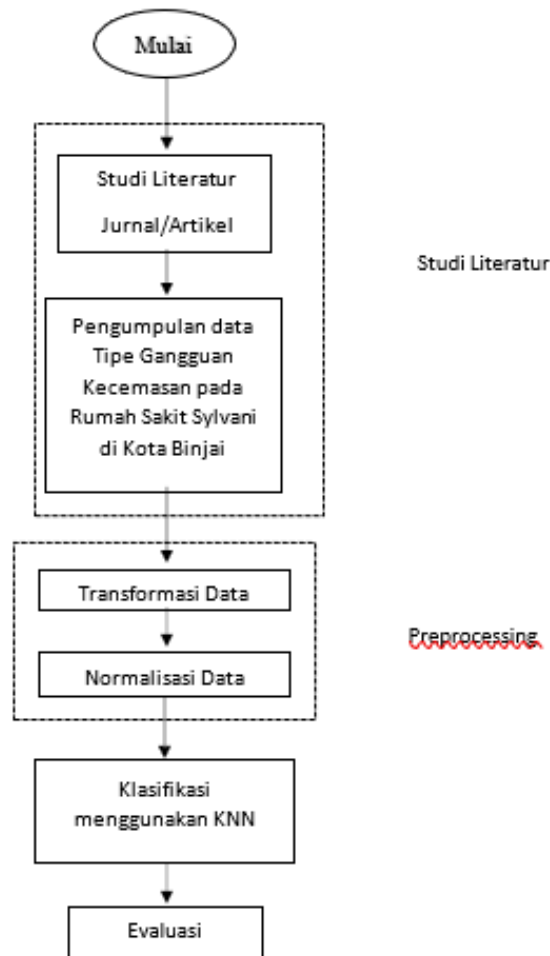 Mulai
Studi Literatur
Jurnal/Artikel
Studi Literatur
Pengumpulan data
Tipe Gangguan
Kecemasan pada
Rumah Sakit Sylvani
di Kota Binjai
Transformasi Data
Preprocessing
Normalisasi Data
Klasifikasi
menggunakan KNN
Evaluasi